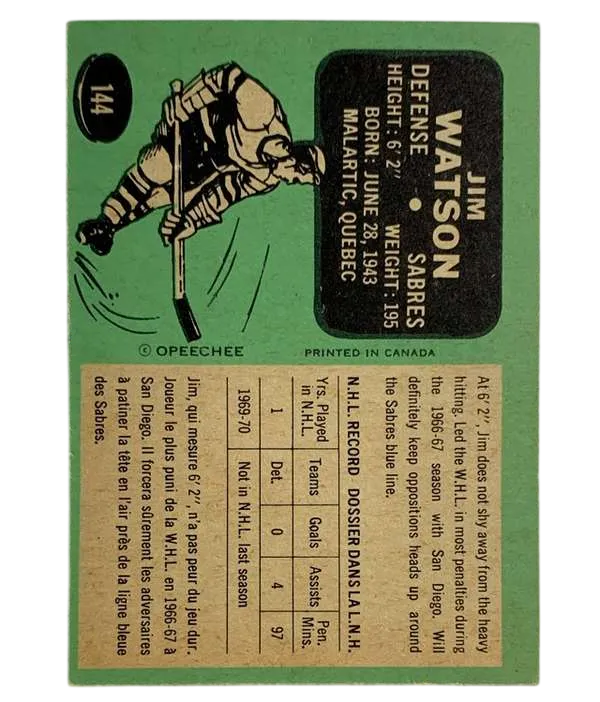 JIM
WATSON
DEFENSE • SABRES
HEIGHT: 6' 2" WEIGHT: 195
BORN: JUNE 28, 1943
MALARTIC, QUEBEC
144
© OPEECHEE
PRINTED IN CANADA
At 6' 2", Jim does not shy away from the heavy
hitting. Led the W.H.L. in most penalties during
the 1966-67 season with San Diego. Will
definitely keep oppositions heads up around
the Sabres blue line.
N.H.L. RECORD DOSSIER DANS LA L.N.H.
Yrs. Played in N.H.L. Teams Goals Assists Pen. Mins.
1 Det. 0 4 97
1969-70 Not in N.H.L. last season
Jim, qui mesure 6' 2", n'a pas peur du jeu dur.
Joueur le plus puni de la W.H.L. en 1966-67 à
San Diego. Il forcera sûrement les adversaires
à patiner la tête en l'air près de la ligne bleue
des Sabres.